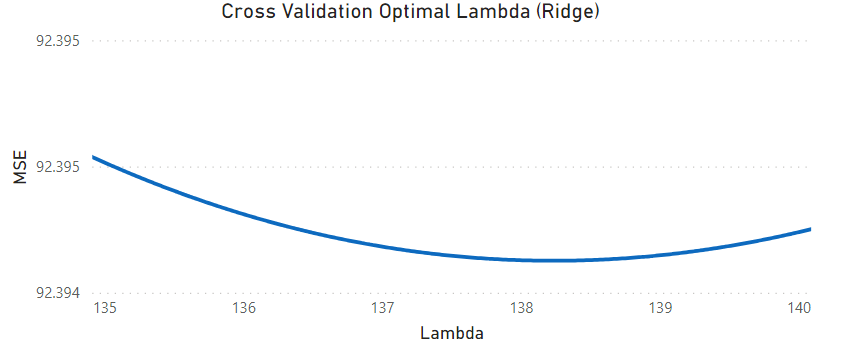 Cross Validation Optimal Lambda (Ridge)
92.395
92.395
MSE
92.394
135 136 137 138 139 140
Lambda